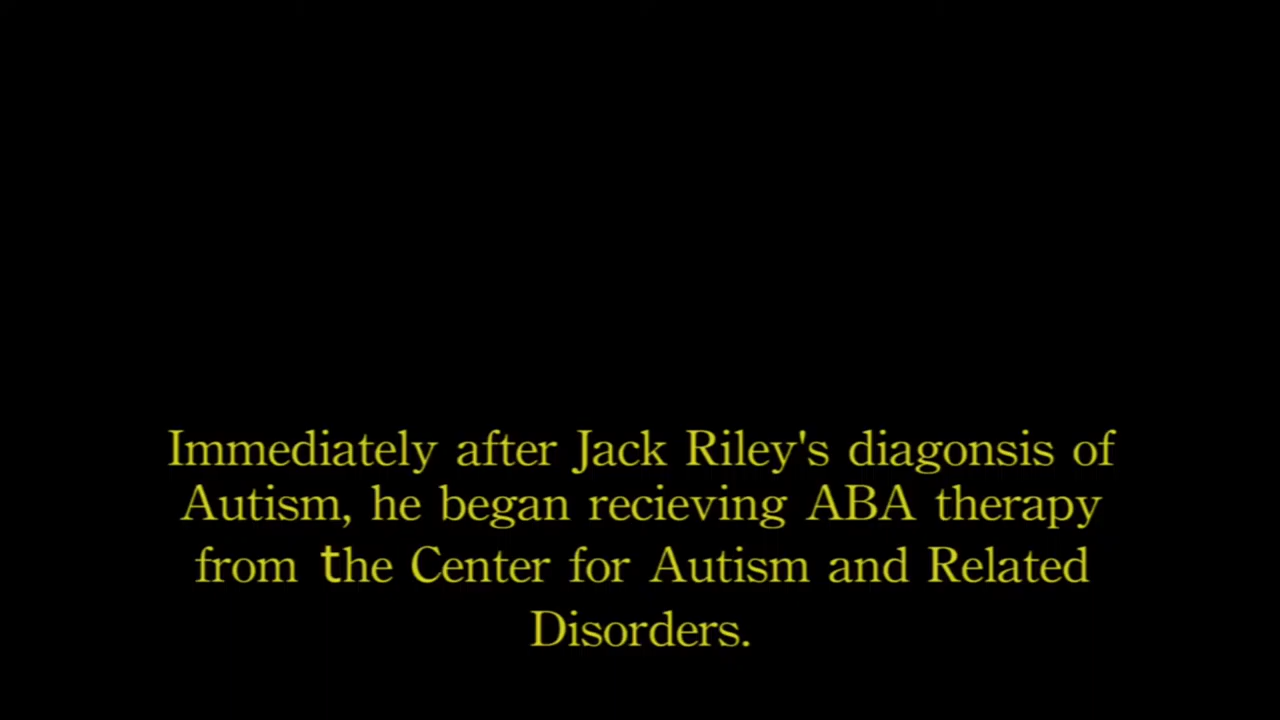 Immediately after Jack Riley's diagonsis of
Autism, he began recieving ABA therapy
from the Center for Autism and Related
Disorders.